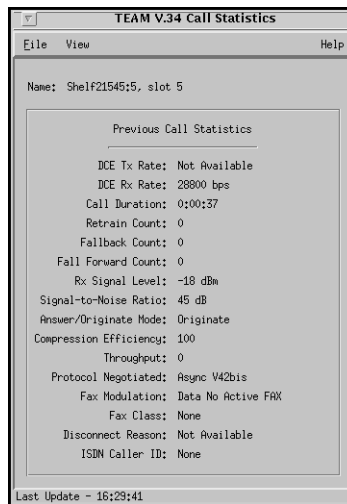 TEAM V.34 Call Statistics
File View Help
Name: Shelf21545:5, slot 5
Previous Call Statistics
DCE Tx Rate: Not Available
DCE Rx Rate: 28800 bps
Call Duration: 0:00:37
Retrain Count: 0
Fallback Count: 0
Fall Forward Count: 0
Rx Signal Level: -18 dBm
Signal-to-Noise Ratio: 45 dB
Answer/Originate Mode: Originate
Compression Efficiency: 100
Throughput: 0
Protocol Negotiated: Async V42bis
Fax Modulation: Data No Active FAX
Fax Class: None
Disconnect Reason: Not Available
ISDN Caller ID: None
Last Update - 16:29:41